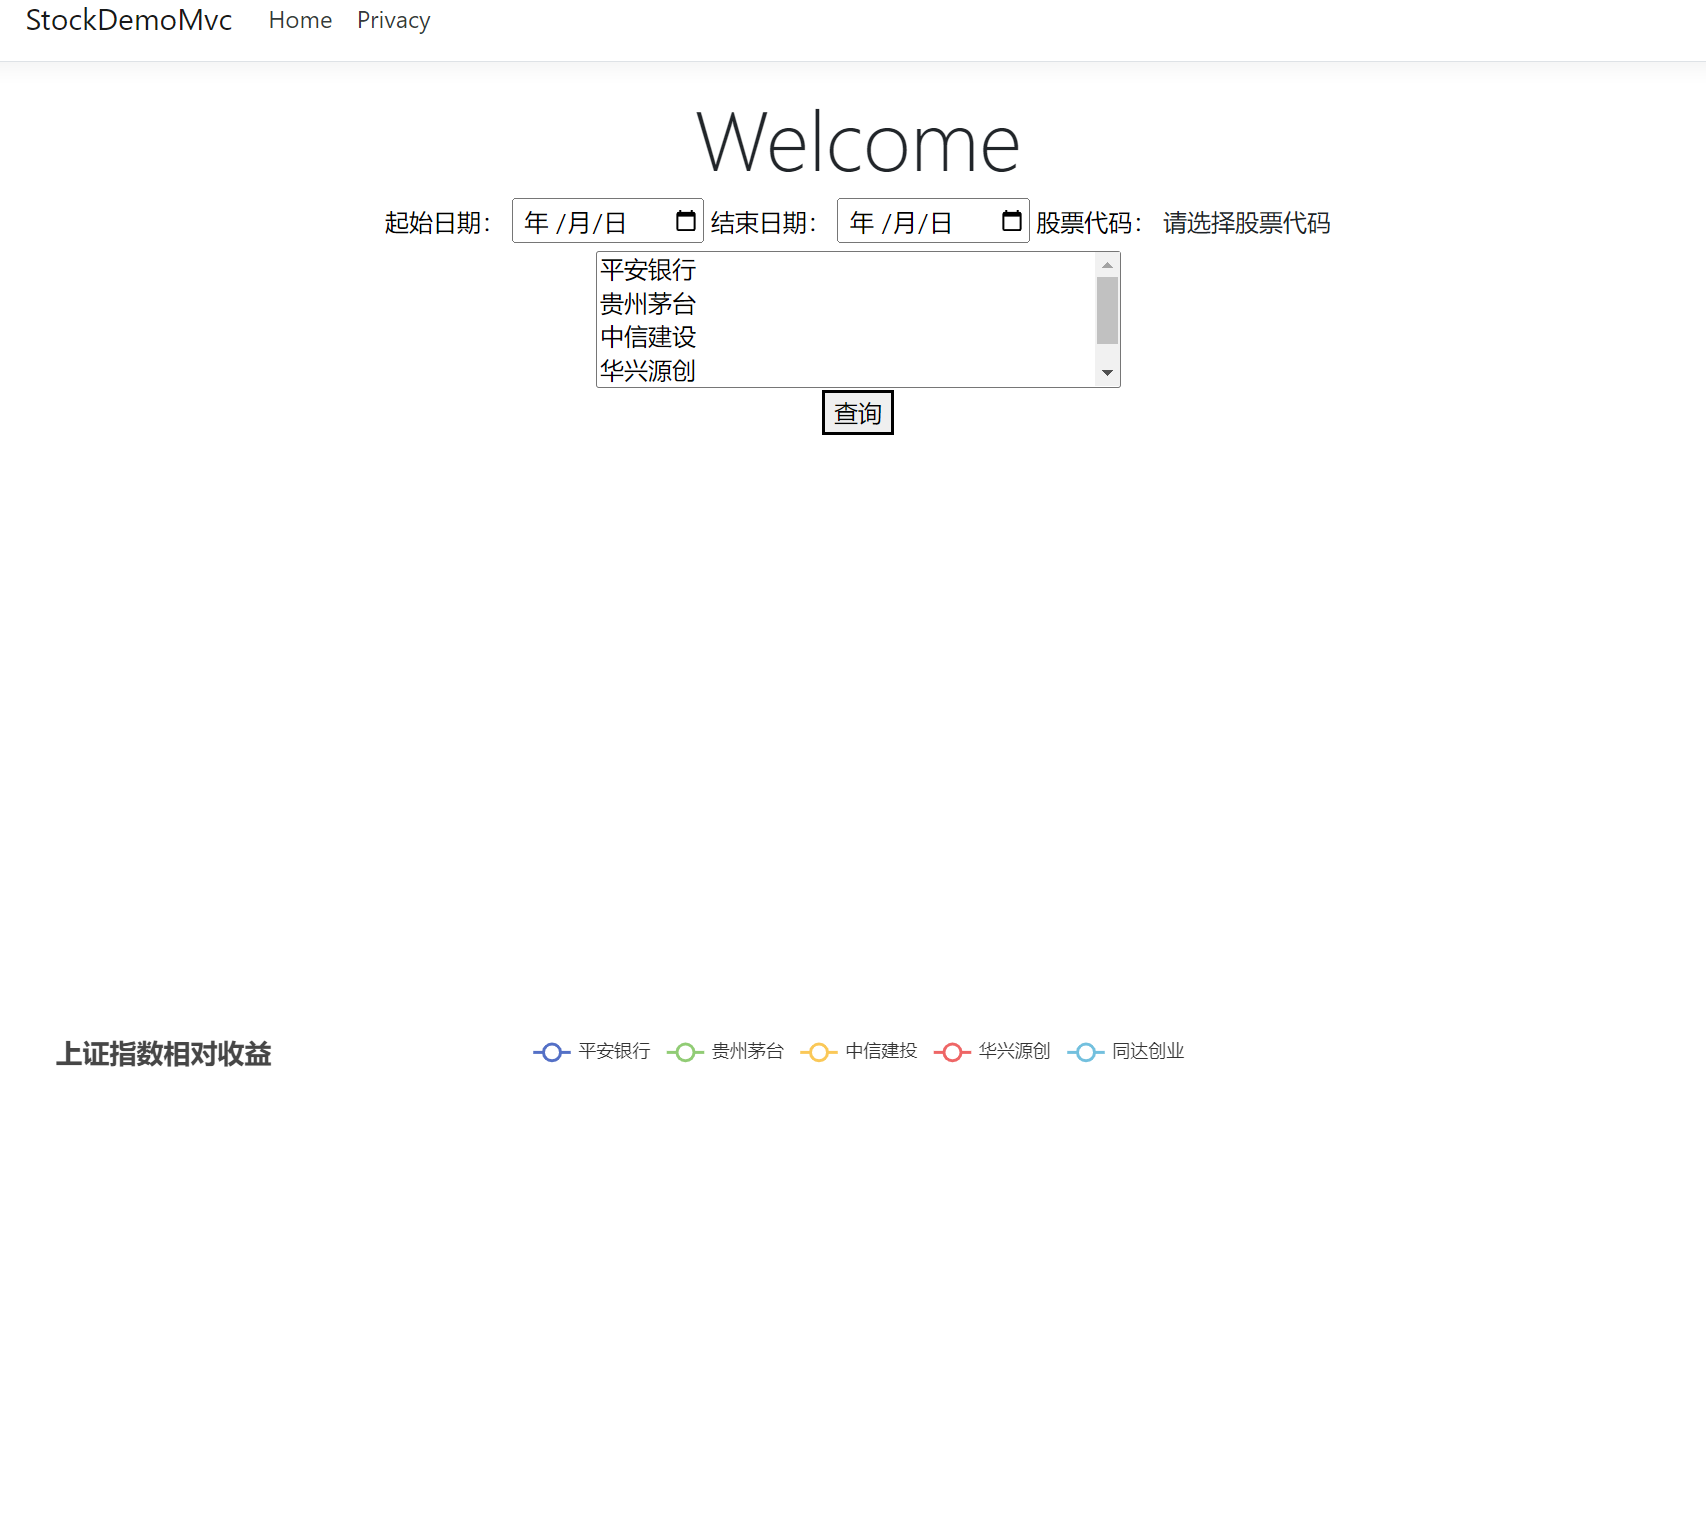 StockDemoMvc Home Privacy
Welcome
起始日期： 年 /月/日 结束日期： 年 /月/日 股票代码： 请选择股票代码
平安银行
贵州茅台
中信建设
华兴源创
查询
上证指数相对收益 平安银行 贵州茅台 中信建投 华兴源创 同达创业